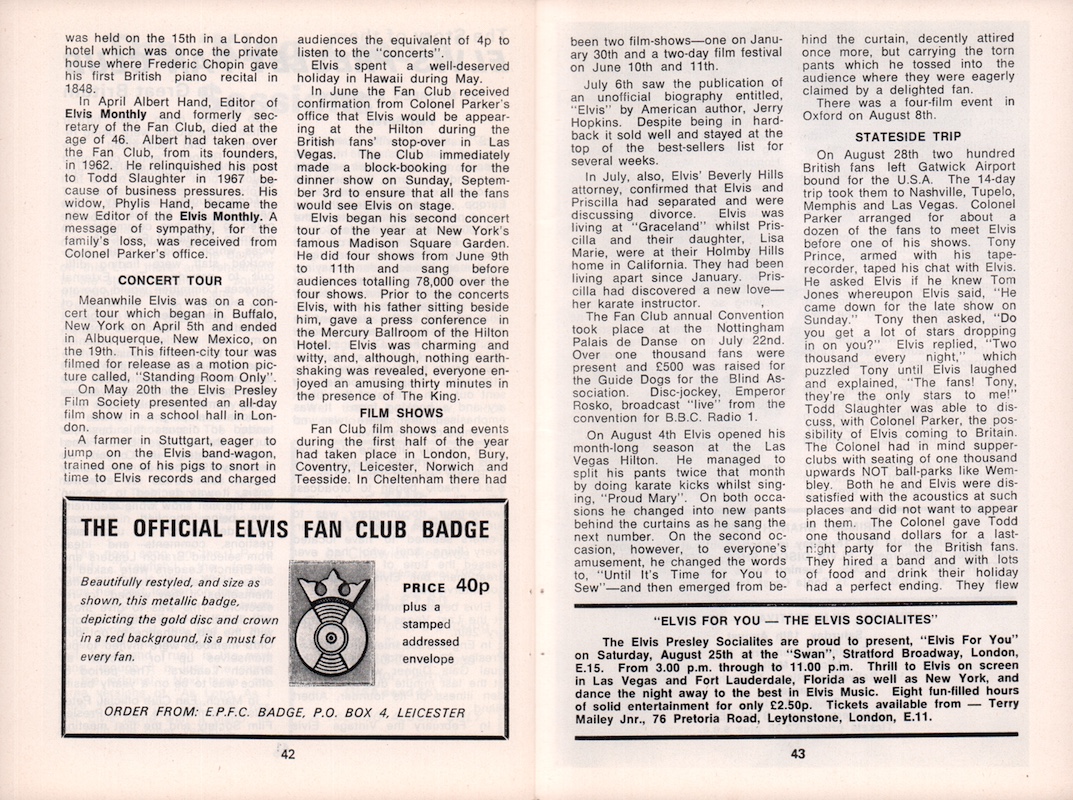 was held on the 15th in a London
hotel which was once the private
house where Frederic Chopin gave
his first British piano recital in
1848.
In April Albert Hand, Editor of
Elvis Monthly and formerly sec-
retary of the Fan Club, died at the
age of 46. Albert had taken over
the Fan Club, from its founders,
in 1962. He relinquished his post
to Todd Slaughter in 1967 be-
cause of business pressures. His
widow, Phylis Hand, became the
new Editor of the Elvis Monthly. A
message of sympathy, for the
family's loss, was received from
Colonel Parker's office.
CONCERT TOUR
Meanwhile Elvis was on a con-
cert tour which began in Buffalo,
New York on April 5th and ended
in Albuquerque, New Mexico, on
the 19th. This fifteen-city tour was
filmed for release as a motion pic-
ture called, "Standing Room Only".
On May 20th the Elvis Presley
Film Society presented an all-day
film show in a school hall in Lon-
don.
A farmer in Stuttgart, eager to
jump on the Elvis band-wagon,
trained one of his pigs to snort in
time to Elvis records and charged
audiences the equivalent of 4p to
listen to the "concerts".
Elvis spent a well-deserved
holiday in Hawaii during May.
In June the Fan Club received
confirmation from Colonel Parker's
office that Elvis would be appear-
ing at the Hilton during the
British fans' stop-over in Las
Vegas. The Club immediately
made a block-booking for the
dinner show on Sunday, Septem-
ber 3rd to ensure that all the fans
would see Elvis on stage.
Elvis began his second concert
tour of the year at New York's
famous Madison Square Garden.
He did four shows from June 9th
to 11th and sang before
audiences totalling 78,000 over the
four shows. Prior to the concerts
Elvis, with his father sitting beside
him, gave a press conference in
the Mercury Ballroom of the Hilton
Hotel. Elvis was charming and
witty, and, although, nothing earth-
shaking was revealed, everyone en-
joyed an amusing thirty minutes in
the presence of The King.
FILM SHOWS
Fan Club film shows and events
during the first half of the year
had taken place in London, Bury,
Coventry, Leicester, Norwich and
Teesside. In Cheltenham there had
THE OFFICIAL ELVIS FAN CLUB BADGE
Beautifully restyled, and size as
shown, this metallic badge,
depicting the gold disc and crown
in a red background, is a must for
every fan.
PRICE 40p
plus a
stamped
addressed
envelope
ORDER FROM: E.P.F.C. BADGE, P.O. BOX 4, LEICESTER
42
been two film-shows—one on Janu-
ary 30th and a two-day film festival
on June 10th and 11th.
July 6th saw the publication of
an unofficial biography entitled,
"Elvis" by American author, Jerry
Hopkins. Despite being in hard-
back it sold well and stayed at the
top of the best-sellers list for
several weeks.
In July, also, Elvis' Beverly Hills
attorney, confirmed that Elvis and
Priscilla had separated and were
discussing divorce. Elvis was
living at "Graceland" whilst Pris-
cilla and their daughter, Lisa
Marie, were at their Holmby Hills
home in California. They had been
living apart since January. Pris-
cilla had discovered a new love—
her karate instructor.
The Fan Club annual Convention
took place at the Nottingham
Palais de Danse on July 22nd.
Over one thousand fans were
present and £500 was raised for
the Guide Dogs for the Blind As-
sociation. Disc-jockey, Emperor
Rosko, broadcast "live" from the
convention for B.B.C. Radio 1.
On August 4th Elvis opened his
month-long season at the Las
Vegas Hilton. He managed to
split his pants twice that month
by doing karate kicks whilst sing-
ing, "Proud Mary". On both occa-
sions he changed into new pants
behind the curtains as he sang the
next number. On the second oc-
casion, however, to everyone's
amusement, he changed the words
to, "Until It's Time for You to
Sew"—and then emerged from be-
hind the curtain, decently attired
once more, but carrying the torn
pants which he tossed into the
audience where they were eagerly
claimed by a delighted fan.
There was a four-film event in
Oxford on August 8th.
STATESIDE TRIP
On August 28th two hundred
British fans left Gatwick Airport
bound for the U.S.A. The 14-day
trip took them to Nashville, Tupelo,
Memphis and Las Vegas. Colonel
Parker arranged for about a
dozen of the fans to meet Elvis
before one of his shows. Tony
Prince, armed with his tape-
recorder, taped his chat with Elvis.
He asked Elvis if he knew Tom
Jones whereupon Elvis said, "He
came down for the late show on
Sunday." Tony then asked, "Do
you get a lot of stars dropping
in on you?" Elvis replied, "Two
thousand every night," which
puzzled Tony until Elvis laughed
and explained, "The fans! Tony,
they're the only stars to me!"
Todd Slaughter was able to dis-
cuss, with Colonel Parker, the pos-
sibility of Elvis coming to Britain.
The Colonel had in mind supper-
clubs with seating of one thousand
upwards NOT ball-parks like Wem-
bley. Both he and Elvis were dis-
satisfied with the acoustics at such
places and did not want to appear
in them. The Colonel gave Todd
one thousand dollars for a last-
night party for the British fans.
They hired a band and with lots
of food and drink their holiday
had a perfect ending. They flew
"ELVIS FOR YOU — THE ELVIS SOCIALITES"
The Elvis Presley Socialites are proud to present, "Elvis For You"
on Saturday, August 25th at the "Swan", Stratford Broadway, London,
E.15. From 3.00 p.m. through to 11.00 p.m. Thrill to Elvis on screen
in Las Vegas and Fort Lauderdale, Florida as well as New York, and
dance the night away to the best in Elvis Music. Eight fun-filled hours
of solid entertainment for only £2.50p. Tickets available from — Terry
Mailey Jnr., 76 Pretoria Road, Leytonstone, London, E.11.
43